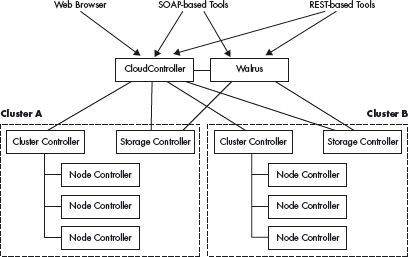 Web Browser SOAP-based Tools REST-based Tools
CloudController Walrus
Cluster A Cluster B
Cluster Controller Storage Controller Cluster Controller Storage Controller
Node Controller Node Controller
Node Controller Node Controller
Node Controller Node Controller